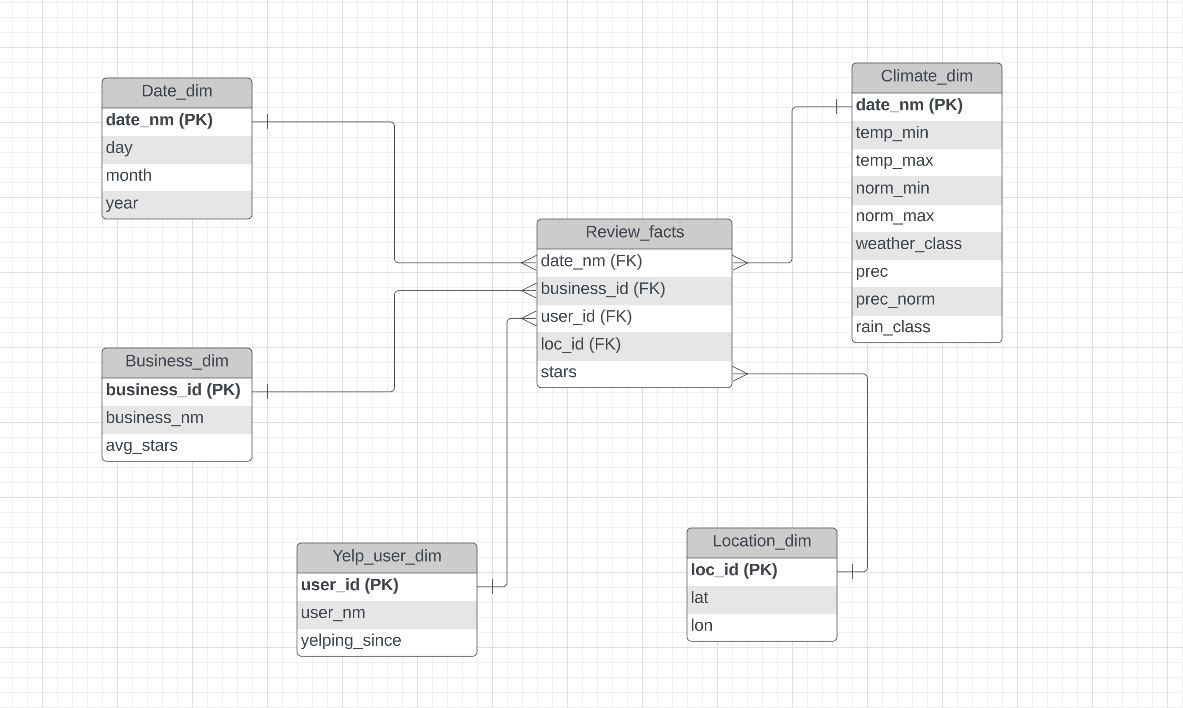 Date_dim
date_nm (PK)
day
month
year
Climate_dim
date_nm (PK)
temp_min
temp_max
norm_min
norm_max
weather_class
prec
prec_norm
rain_class
Review_facts
date_nm (FK)
business_id (FK)
user_id (FK)
loc_id (FK)
stars
Business_dim
business_id (PK)
business_nm
avg_stars
Yelp_user_dim
user_id (PK)
user_nm
yelping_since
Location_dim
loc_id (PK)
lat
lon